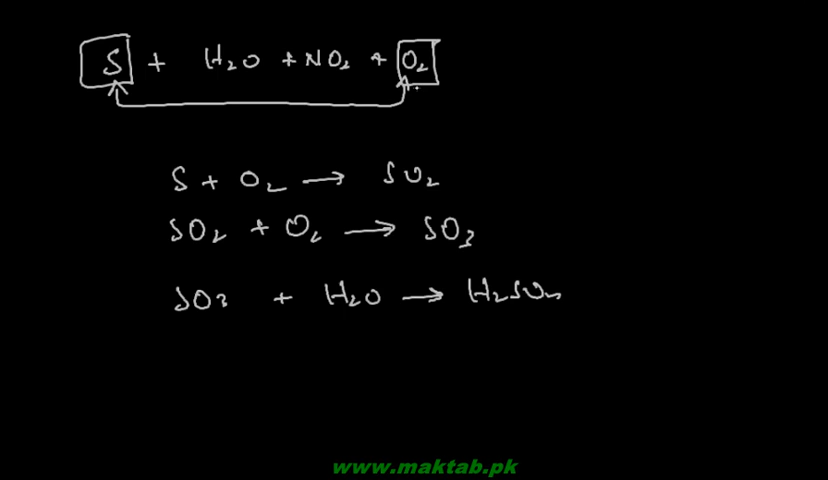 S + H₂O + NO₂ + O₂
S + O₂ → SO₂
SO₂ + O₂ → SO₃
SO₃ + H₂O → H₂SO₄
www.maktab.pk